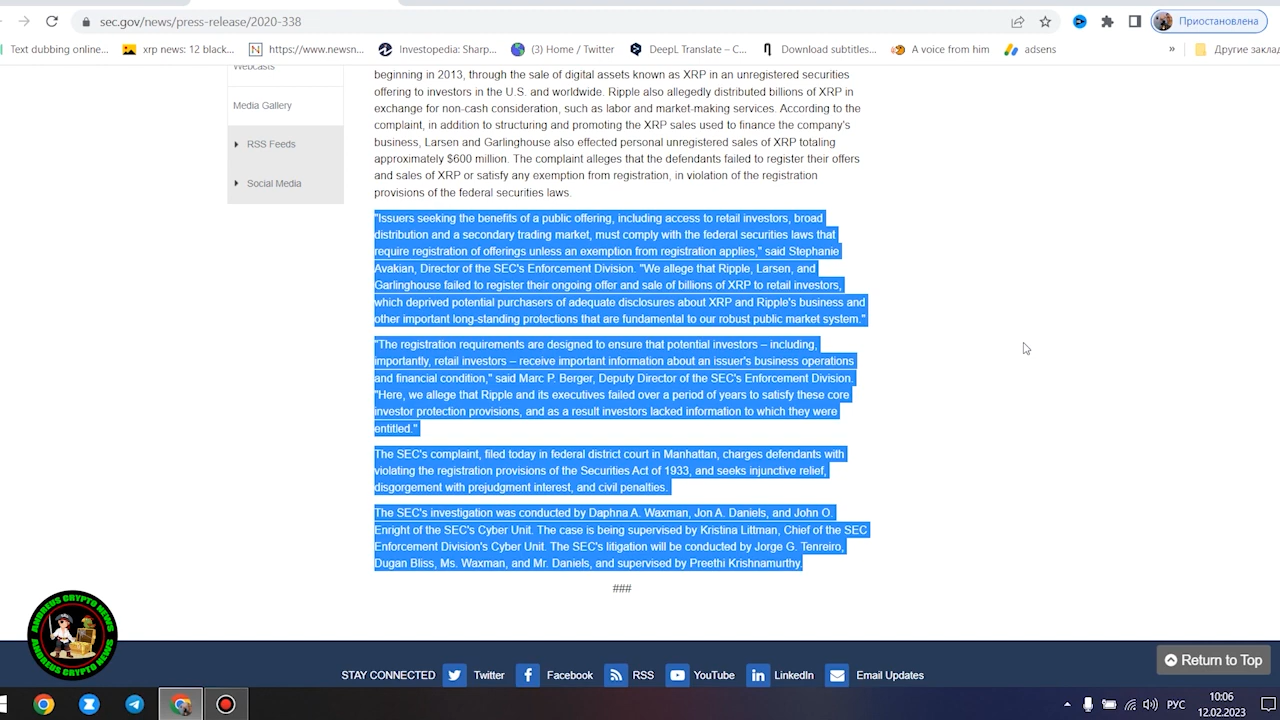 sec.gov/news/press-release/2020-338
Приостановлена
Text dubbing online...
xrp news: 12 black...
https://www.newsn...
Investopedia: Sharp...
(3) Home / Twitter
DeepL Translate – C...
Download subtitles...
A voice from him
adsens
»
Другие заклад
Webcasts
Media Gallery
RSS Feeds
Social Media
beginning in 2013, through the sale of digital assets known as XRP in an unregistered securities
offering to investors in the U.S. and worldwide. Ripple also allegedly distributed billions of XRP in
exchange for non-cash consideration, such as labor and market-making services. According to the
complaint, in addition to structuring and promoting the XRP sales used to finance the company's
business, Larsen and Garlinghouse also effected personal unregistered sales of XRP totaling
approximately $600 million. The complaint alleges that the defendants failed to register their offers
and sales of XRP or satisfy any exemption from registration, in violation of the registration
provisions of the federal securities laws.
"Issuers seeking the benefits of a public offering, including access to retail investors, broad
distribution and a secondary trading market, must comply with the federal securities laws that
require registration of offerings unless an exemption from registration applies," said Stephanie
Avakian, Director of the SEC's Enforcement Division. "We allege that Ripple, Larsen, and
Garlinghouse failed to register their ongoing offer and sale of billions of XRP to retail investors,
which deprived potential purchasers of adequate disclosures about XRP and Ripple's business and
other important long-standing protections that are fundamental to our robust public market system."
"The registration requirements are designed to ensure that potential investors – including,
importantly, retail investors – receive important information about an issuer's business operations
and financial condition," said Marc P. Berger, Deputy Director of the SEC's Enforcement Division.
"Here, we allege that Ripple and its executives failed over a period of years to satisfy these core
investor protection provisions, and as a result investors lacked information to which they were
entitled."
The SEC's complaint, filed today in federal district court in Manhattan, charges defendants with
violating the registration provisions of the Securities Act of 1933, and seeks injunctive relief,
disgorgement with prejudgment interest, and civil penalties.
The SEC's investigation was conducted by Daphna A. Waxman, Jon A. Daniels, and John O.
Enright of the SEC's Cyber Unit. The case is being supervised by Kristina Littman, Chief of the SEC
Enforcement Division's Cyber Unit. The SEC's litigation will be conducted by Jorge G. Tenreiro,
Dugan Bliss, Ms. Waxman, and Mr. Daniels, and supervised by Preethi Krishnamurthy.
###
ANDREUS CRYPTO NEWS
ANDREUS CRYPTO NEWS
Return to Top
STAY CONNECTED
Twitter
Facebook
RSS
YouTube
LinkedIn
Email Updates
РУС
10:06
12.02.2023